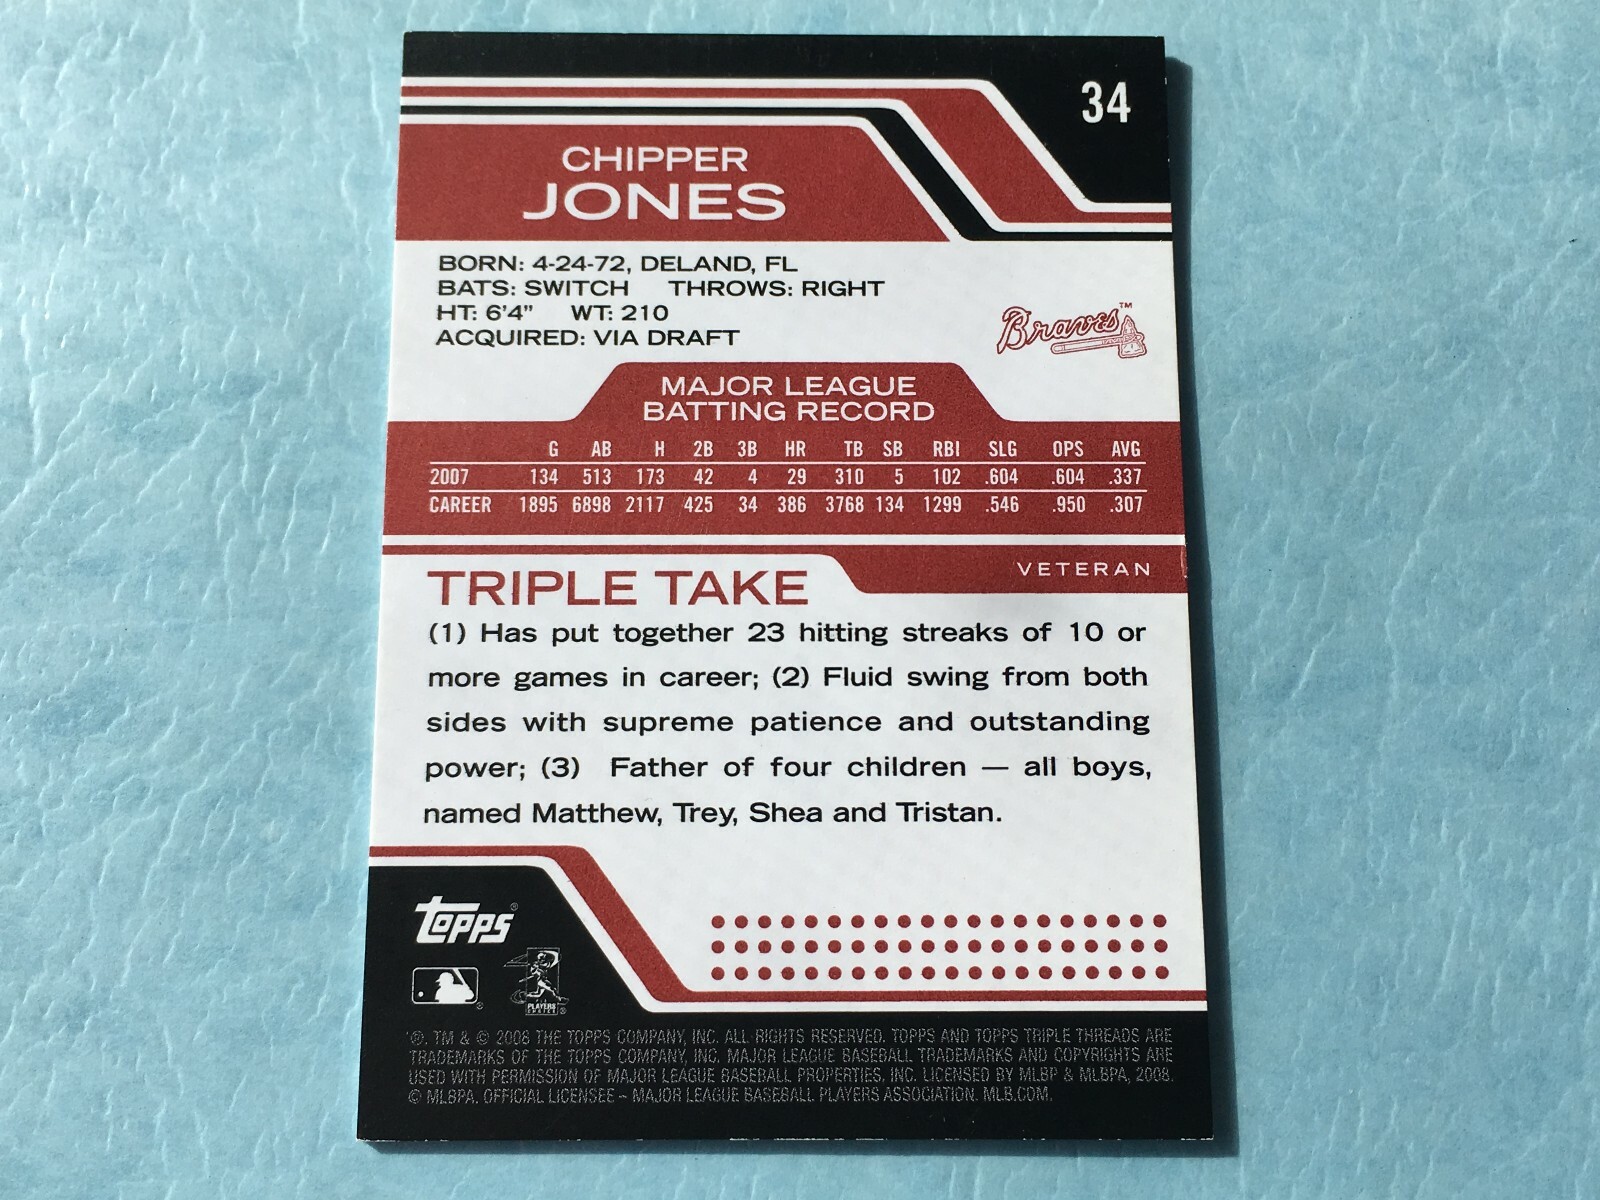 34
CHIPPER
JONES
BORN: 4-24-72, DELAND, FL
BATS: SWITCH THROWS: RIGHT
HT: 6'4" WT: 210
ACQUIRED: VIA DRAFT
Braves™
MAJOR LEAGUE
BATTING RECORD
G AB H 2B 3B HR TB SB RBI SLG OPS AVG
2007 134 513 173 42 4 29 310 5 102 .604 .604 .337
CAREER 1895 6898 2117 425 34 386 3768 134 1299 .546 .950 .307
VETERAN
TRIPLE TAKE
(1) Has put together 23 hitting streaks of 10 or
more games in career; (2) Fluid swing from both
sides with supreme patience and outstanding
power; (3) Father of four children — all boys,
named Matthew, Trey, Shea and Tristan.
Topps®
PLAYERS
CHOICE®
®, TM & © 2008 THE TOPPS COMPANY, INC. ALL RIGHTS RESERVED. TOPPS AND TOPPS TRIPLE THREADS ARE
TRADEMARKS OF THE TOPPS COMPANY, INC. MAJOR LEAGUE BASEBALL TRADEMARKS AND COPYRIGHTS ARE
USED WITH PERMISSION OF MAJOR LEAGUE BASEBALL PROPERTIES, INC. LICENSED BY MLBP & MLBPA, 2008.
© MLBPA. OFFICIAL LICENSEE – MAJOR LEAGUE BASEBALL PLAYERS ASSOCIATION. MLB.COM.